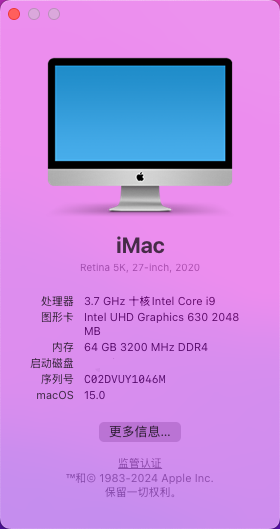 iMac
Retina 5K, 27-inch, 2020
处理器 3.7 GHz 十核Intel Core i9
图形卡 Intel UHD Graphics 630 2048
MB
内存 64 GB 3200 MHz DDR4
启动磁盘
序列号 C02DVUY1046M
macOS 15.0
更多信息...
监管认证
™和© 1983-2024 Apple Inc.
保留一切权利。